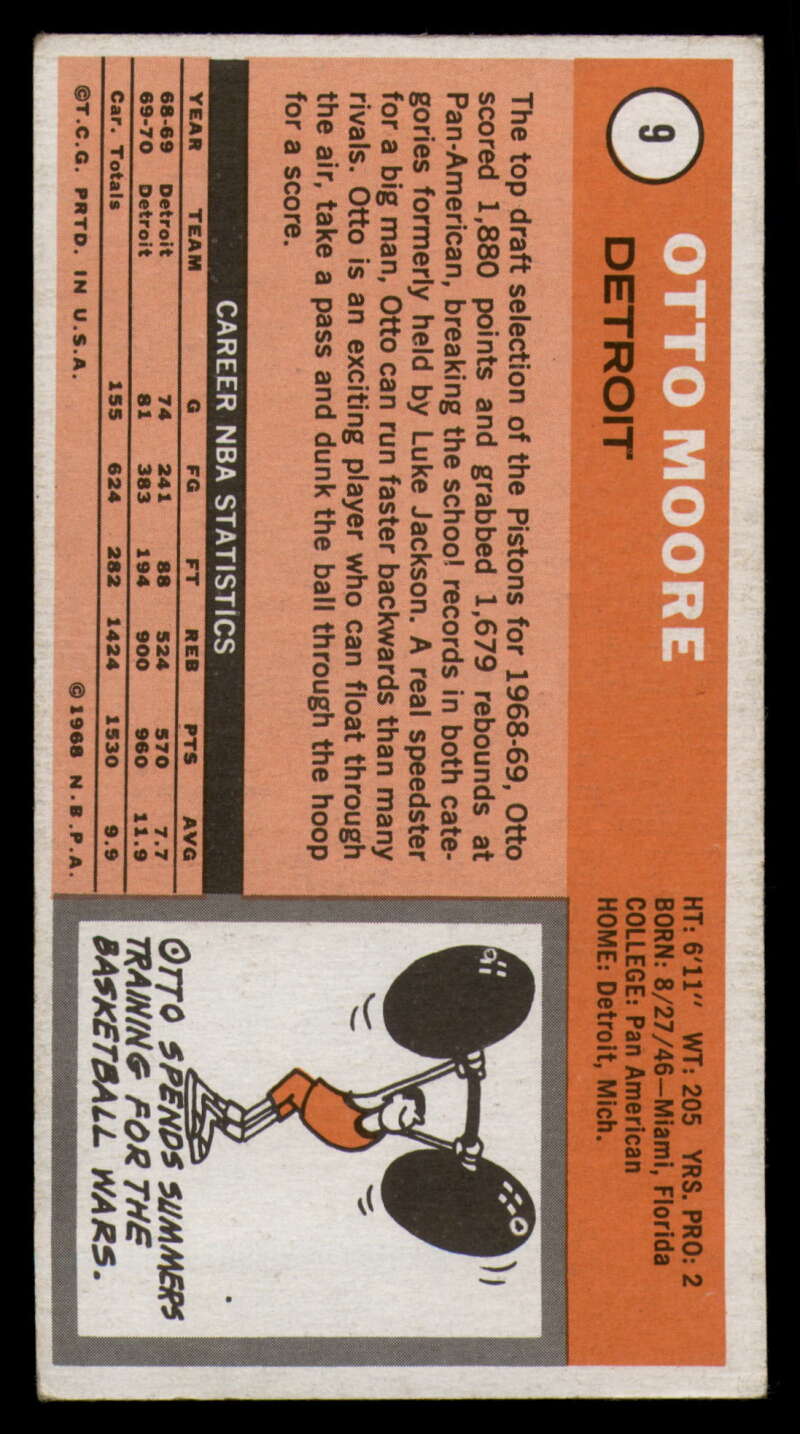 9
OTTO MOORE
DETROIT
HT: 6'11" WT: 205 YRS. PRO: 2
BORN: 8/27/46—Miami, Florida
COLLEGE: Pan American
HOME: Detroit, Mich.
The top draft selection of the Pistons for 1968-69, Otto
scored 1,880 points and grabbed 1,679 rebounds at
Pan-American, breaking the school records in both cate-
gories formerly held by Luke Jackson. A real speedster
for a big man, Otto can run faster backwards than many
rivals. Otto is an exciting player who can float through
the air, take a pass and dunk the ball through the hoop
for a score.
CAREER NBA STATISTICS
YEAR TEAM G FG FT REB PTS AVG
68-69 Detroit 74 241 88 524 570 7.7
69-70 Detroit 81 383 194 900 960 11.9
Car. Totals 155 624 282 1424 1530 9.9
©T.C.G. PRTD. IN U.S.A. ©1968 N.B.P.A.
OTTO SPENDS SUMMERS
TRAINING FOR THE
BASKETBALL WARS.